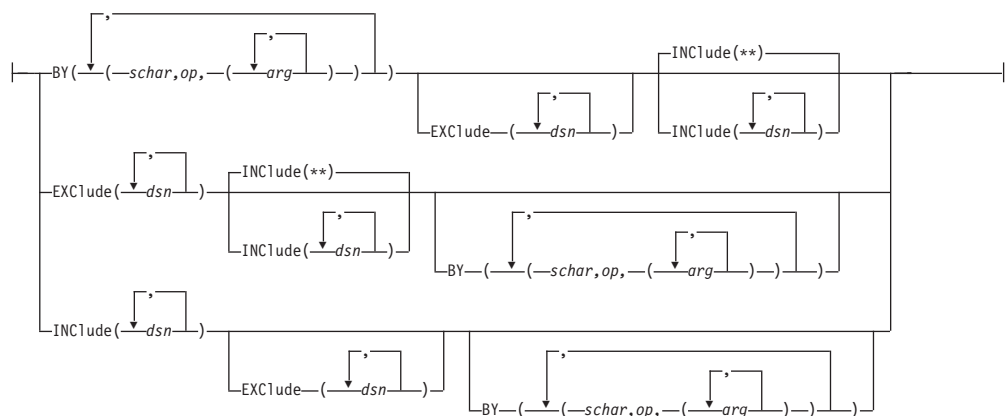 ,
, INCLude(**)
BY( ( schar,op, ( arg ) ) )
, ,
EXClude ( dsn ) INCLude( dsn )
, INCLude(**)
EXClude( dsn )
, , ,
INCLude( dsn ) BY ( ( schar,op, ( arg ) ) )
,
INCLude( dsn )
, , ,
EXClude ( dsn ) BY ( ( schar,op, ( arg ) ) )